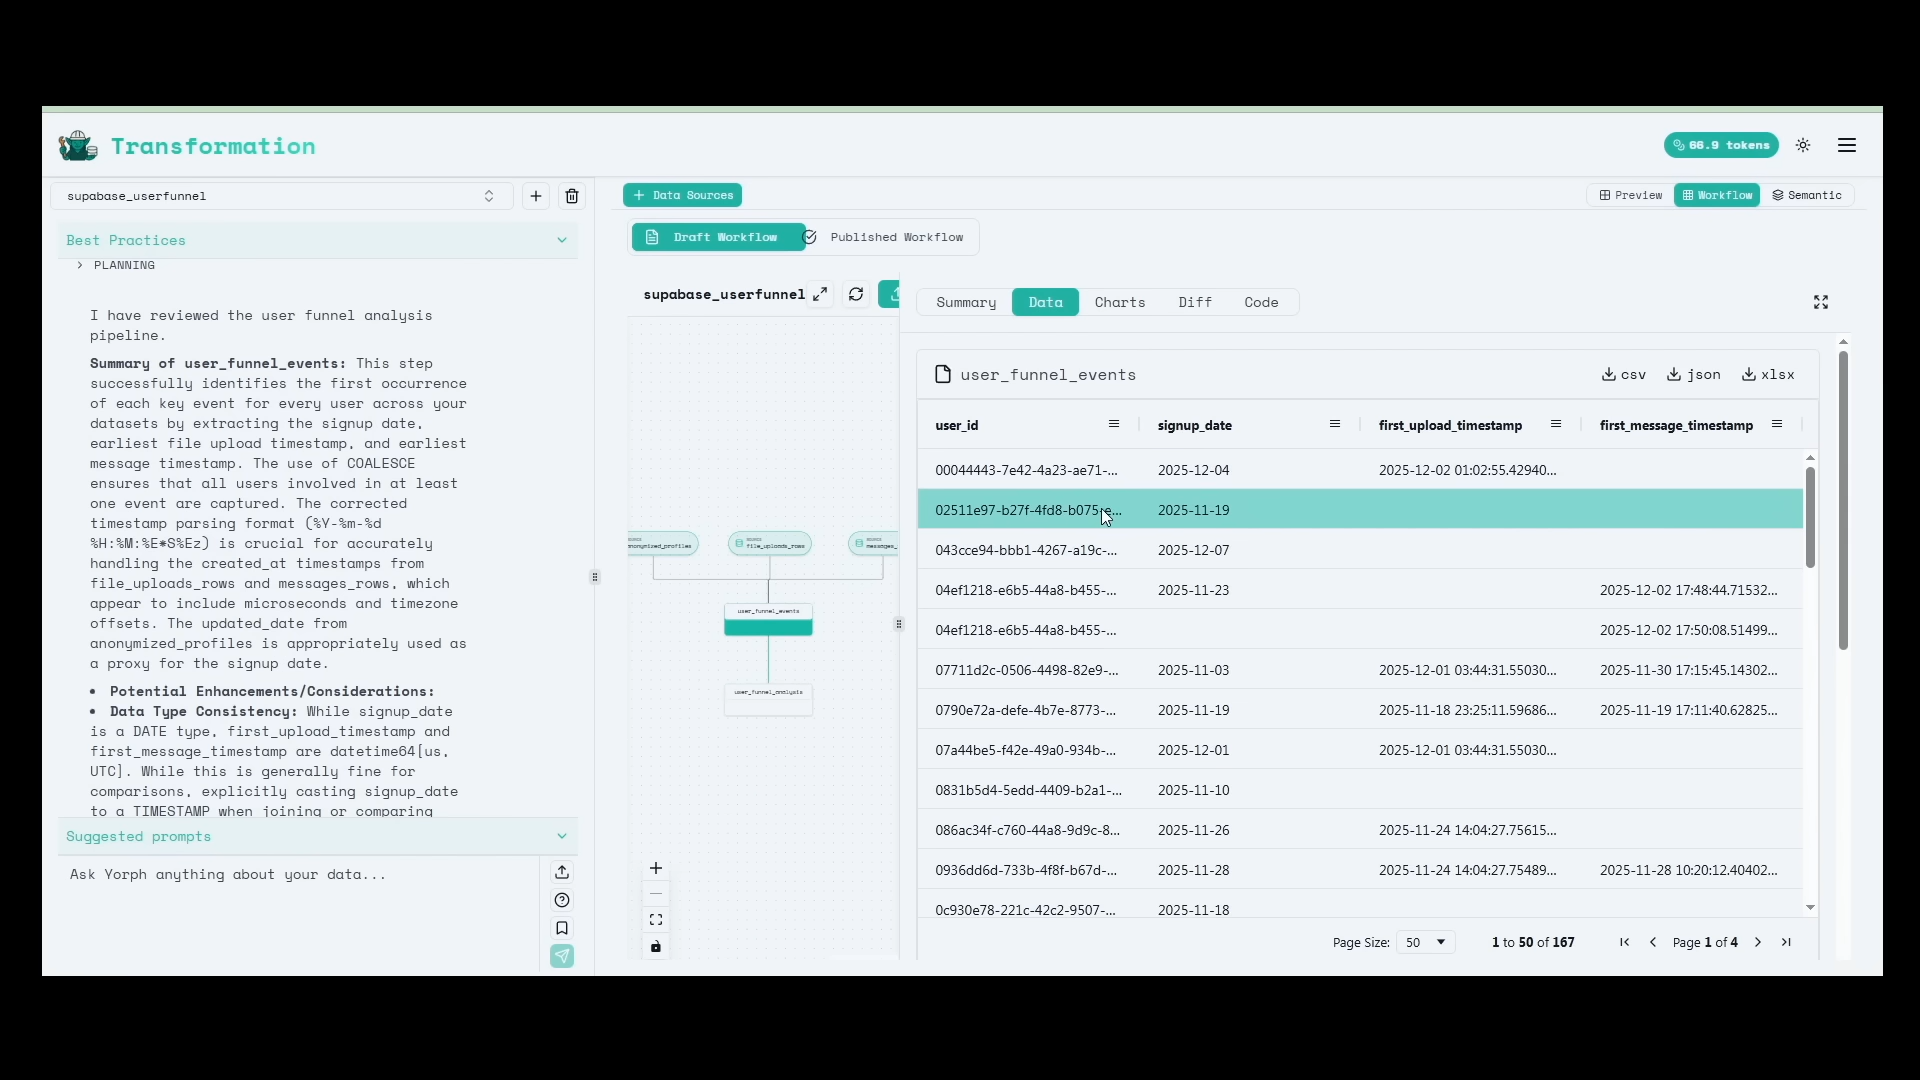 Transformation
66.9 tokens
supabase_userfunnel
Data Sources
Preview
Workflow
Semantic
Best Practices
Draft Workflow
Published Workflow
PLANNING
I have reviewed the user funnel analysis
pipeline.
Summary of user_funnel_events: This step
successfully identifies the first occurrence
of each key event for every user across your
datasets by extracting the signup date,
earliest file upload timestamp, and earliest
message timestamp. The use of COALESCE
ensures that all users involved in at least
one event are captured. The corrected
timestamp parsing format (%Y-%m-%d
%H:%M:%E*S%Ez) is crucial for accurately
handling the created_at timestamps from
file_uploads_rows and messages_rows, which
appear to include microseconds and timezone
offsets. The updated_date from
anonymized_profiles is appropriately used as
a proxy for the signup date.
• Potential Enhancements/Considerations:
• Data Type Consistency: While signup_date
is a DATE type, first_upload_timestamp and
first_message_timestamp are datetime64[us,
UTC]. While this is generally fine for
comparisons, explicitly casting signup_date
to a TIMESTAMP when joining or comparing
Suggested prompts
Ask Yorph anything about your data...
supabase_userfunnel
anonymized_profiles
file_uploads_rows
messages_
user_funnel_events
user_funnel_analysis
Summary
Data
Charts
Diff
Code
user_funnel_events
csv
json
xlsx
user_id signup_date first_upload_timestamp first_message_timestamp
00044443-7e42-4a23-ae71-... 2025-12-04 2025-12-02 01:02:55.42940...
02511e97-b27f-4fd8-b075-e... 2025-11-19
043cce94-bbb1-4267-a19c-... 2025-12-07
04ef1218-e6b5-44a8-b455-... 2025-11-23 2025-12-02 17:48:44.71532...
04ef1218-e6b5-44a8-b455-... 2025-12-02 17:50:08.51499...
07711d2c-0506-4498-82e9-... 2025-11-03 2025-12-01 03:44:31.55030... 2025-11-30 17:15:45.14302...
0790e72a-defe-4b7e-8773-... 2025-11-19 2025-11-18 23:25:11.59686... 2025-11-19 17:11:40.62825...
07a44be5-f42e-49a0-934b-... 2025-12-01 2025-12-01 03:44:31.55030...
0831b5d4-5edd-4409-b2a1-... 2025-11-10
086ac34f-c760-44a8-9d9c-8... 2025-11-26 2025-11-24 14:04:27.75615...
0936dd6d-733b-4f8f-b67d-... 2025-11-28 2025-11-24 14:04:27.75489... 2025-11-28 10:20:12.40402...
0c930e78-221c-42c2-9507-... 2025-11-18
Page Size: 50 1 to 50 of 167 Page 1 of 4